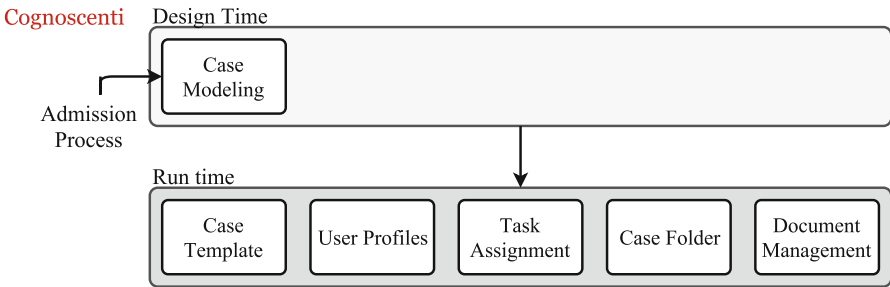 Cognoscenti
Design Time
Case
Modeling
Admission
Process
Run time
Case
Template
User Profiles
Task
Assignment
Case Folder
Document
Management